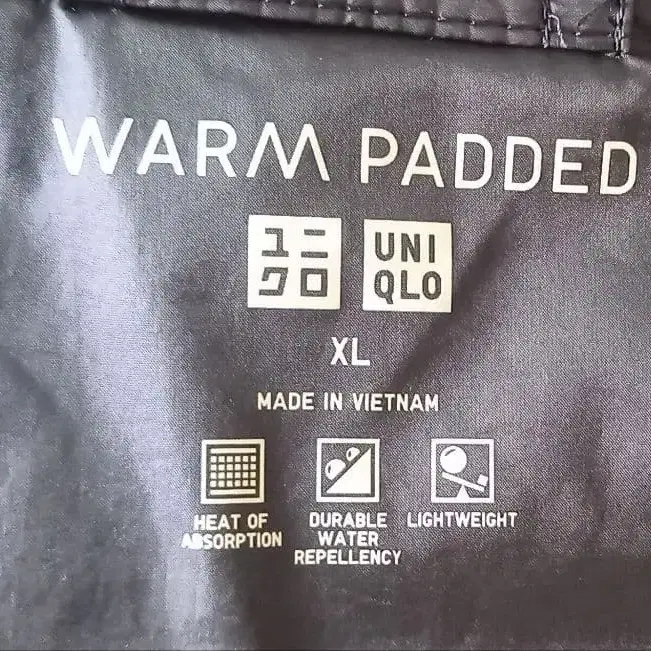 WARM PADDED
ユニ UNI
クロ QLO
XL
MADE IN VIETNAM
HEAT OF DURABLE LIGHTWEIGHT
ABSORPTION WATER
REPELLENCY